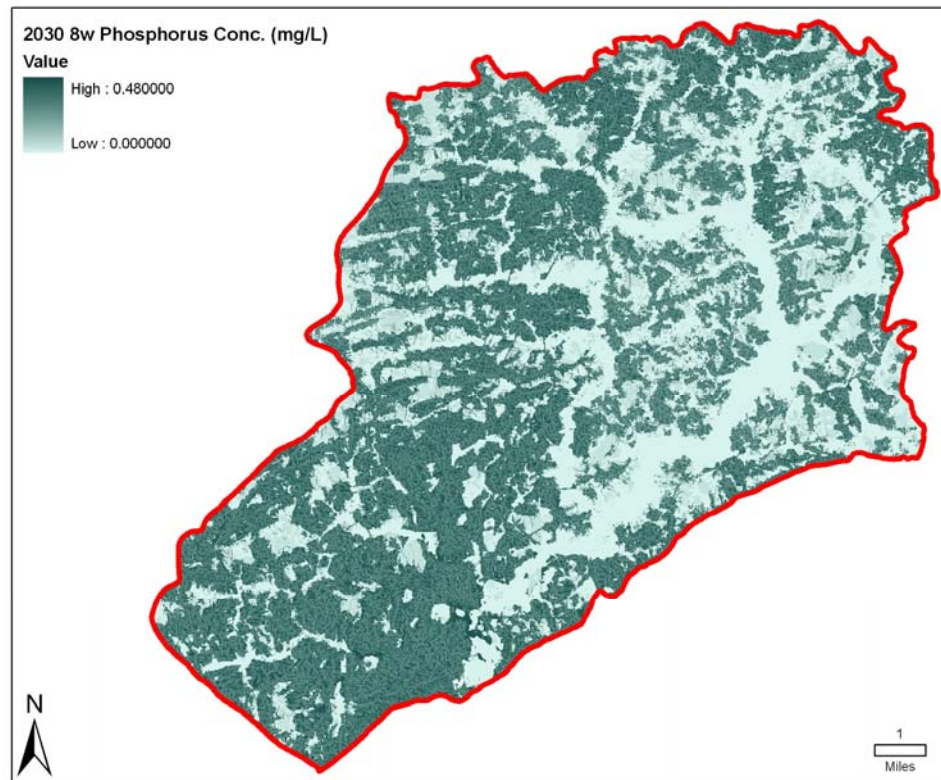 2030 8w Phosphorus Conc. (mg/L)
Value
High : 0.480000
Low : 0.000000
N
1
Miles